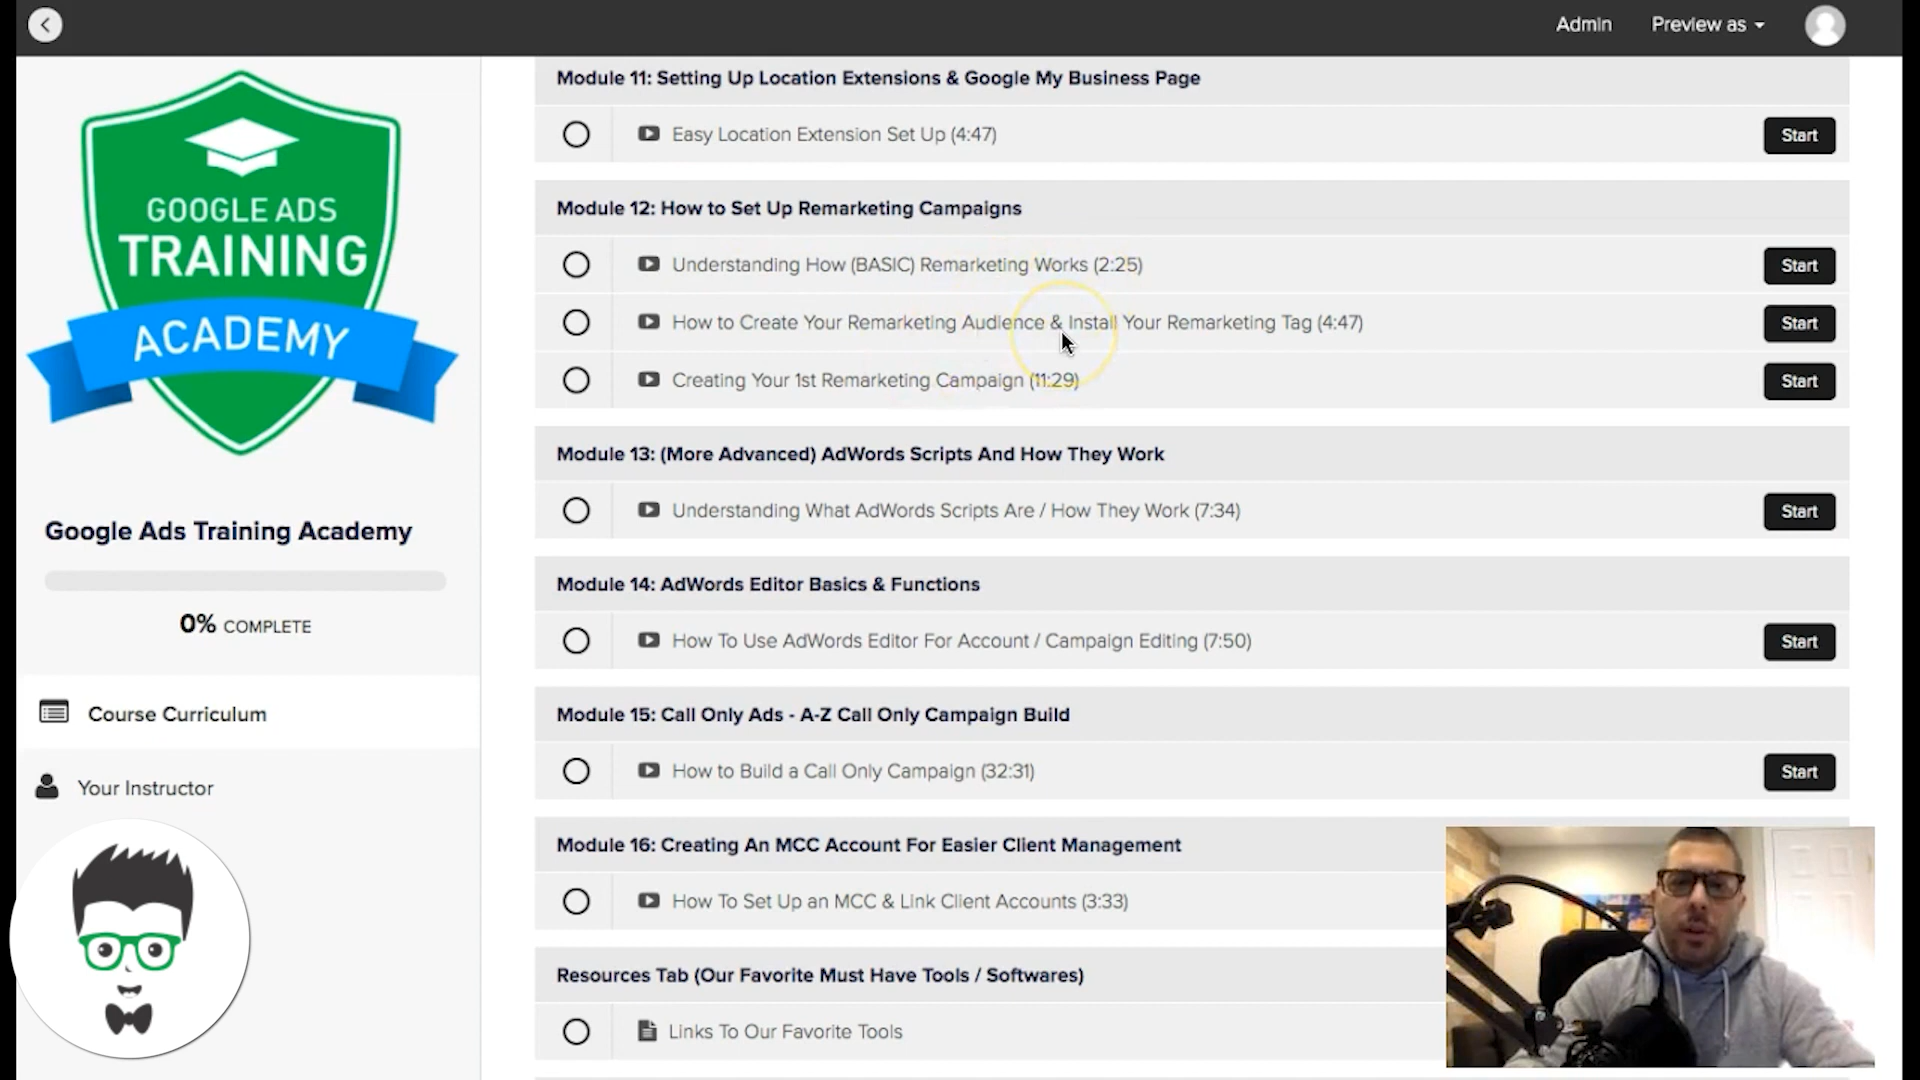 Admin
Preview as
GOOGLE ADS
TRAINING
ACADEMY
Google Ads Training Academy
0% COMPLETE
Course Curriculum
Your Instructor
Module 11: Setting Up Location Extensions & Google My Business Page
Easy Location Extension Set Up (4:47)
Start
Module 12: How to Set Up Remarketing Campaigns
Understanding How (BASIC) Remarketing Works (2:25)
Start
How to Create Your Remarketing Audience & Install Your Remarketing Tag (4:47)
Start
Creating Your 1st Remarketing Campaign (11:29)
Start
Module 13: (More Advanced) AdWords Scripts And How They Work
Understanding What AdWords Scripts Are / How They Work (7:34)
Start
Module 14: AdWords Editor Basics & Functions
How To Use AdWords Editor For Account / Campaign Editing (7:50)
Start
Module 15: Call Only Ads - A-Z Call Only Campaign Build
How to Build a Call Only Campaign (32:31)
Start
Module 16: Creating An MCC Account For Easier Client Management
How To Set Up an MCC & Link Client Accounts (3:33)
Resources Tab (Our Favorite Must Have Tools / Softwares)
Links To Our Favorite Tools